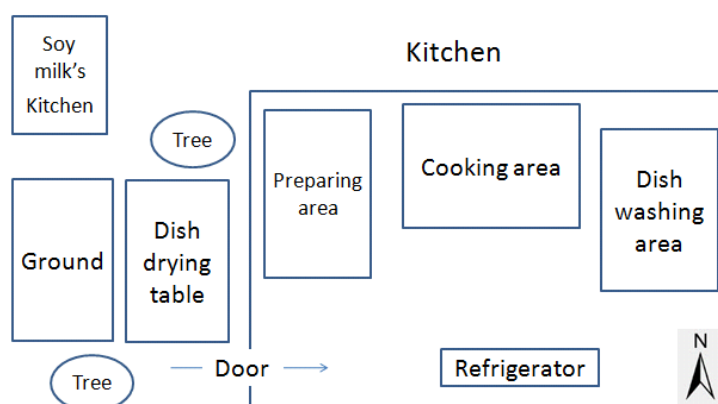 Soy
milk's
Kitchen
Kitchen
Tree
Preparing
area
Cooking area
Dish
washing
area
Ground
Dish
drying
table
Door
Refrigerator
N
Tree